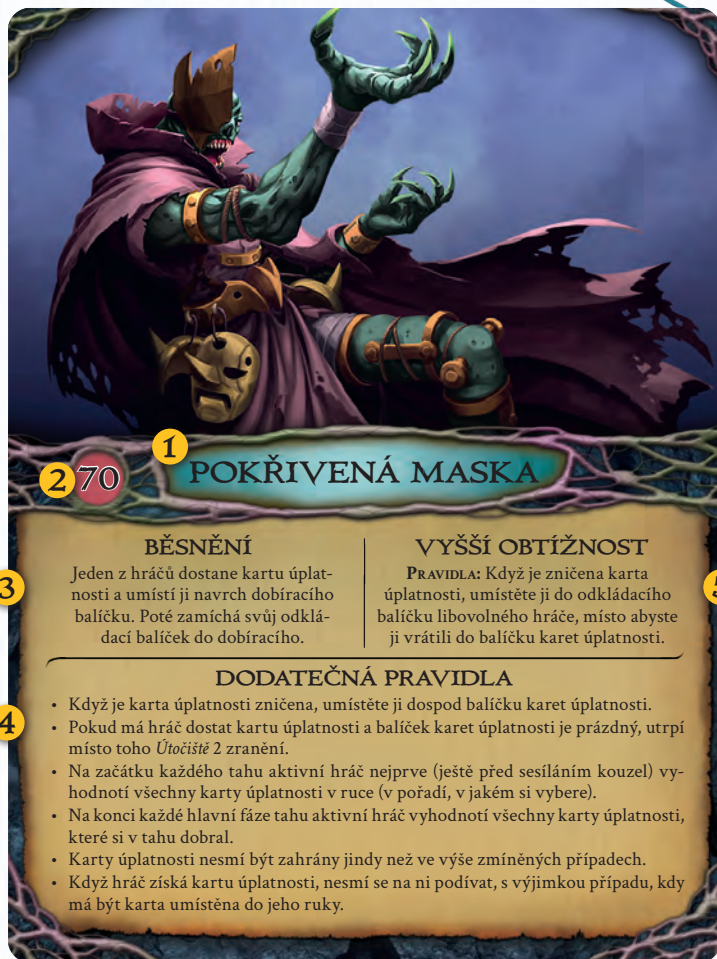 1
POKŘIVENÁ MASKA
2 70
BĚSNĚNÍ
Jeden z hráčů dostane kartu úplat-
nosti a umístí ji navrch dobíracího
balíčku. Poté zamíchá svůj odklá-
dací balíček do dobíracího.
3
VYŠŠÍ OBTÍŽNOST
PRAVIDLA: Když je zničena karta
úplatnosti, umístěte ji do odkládacího
balíčku libovolného hráče, místo abyste
ji vrátili do balíčku karet úplatnosti.
5
DODATEČNÁ PRAVIDLA
4
• Když je karta úplatnosti zničena, umístěte ji dospod balíčku karet úplatnosti.
• Pokud má hráč dostat kartu úplatnosti a balíček karet úplatnosti je prázdný, utrpí
místo toho Útočiště 2 zranění.
• Na začátku každého tahu aktivní hráč nejprve (ještě před sesíláním kouzel) vy-
hodnotí všechny karty úplatnosti v ruce (v pořadí, v jakém si vybere).
• Na konci každé hlavní fáze tahu aktivní hráč vyhodnotí všechny karty úplatnosti,
které si v tahu dobral.
• Karty úplatnosti nesmí být zahrány jindy než ve výše zmíněných případech.
• Když hráč získá kartu úplatnosti, nesmí se na ni podívat, s výjimkou případu, kdy
má být karta umístěna do jeho ruky.